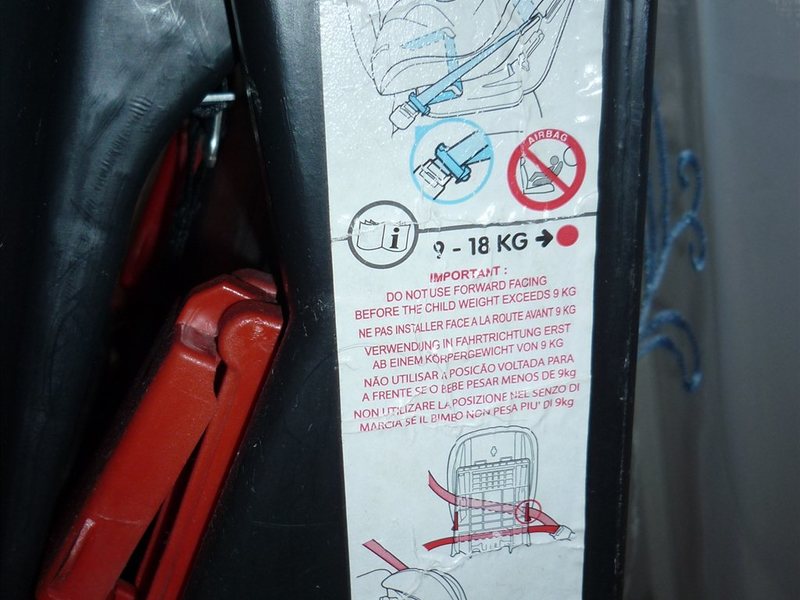 AIRBAG
i
9 - 18 KG
IMPORTANT :
DO NOT USE FORWARD FACING
BEFORE THE CHILD WEIGHT EXCEEDS 9 KG
NE PAS INSTALLER FACE A LA ROUTE AVANT 9 KG
VERWENDUNG IN FAHRTRICHTUNG ERST
AB EINEM KÖRPERGEWICHT VON 9 KG
NÃO UTILISAR A POSICÃO VOLTADA PARA
A FRENTE SE O BEBE PESAR MENOS DE 9kg
NON UTILIZARE LA POSIZIONE NEL SENZO DI
MARCIA SE IL BIMBO NON PESA PIU' DI 9kg